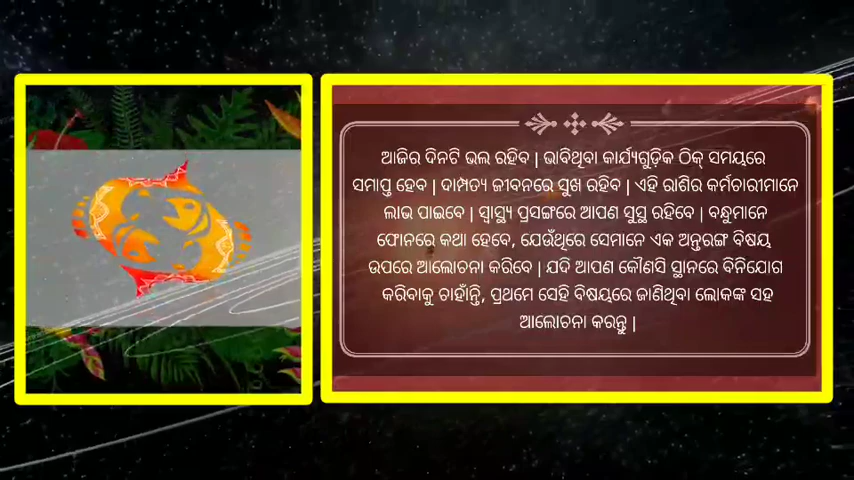 ଆଜିର ଦିନଟି ଭଲ ରହିବ | ଭାବିଥିବା କାର୍ଯ୍ୟଗୁଡ଼ିକ ଠିକ୍ ସମୟରେ
ସମାପ୍ତ ହେବ | ଦାମ୍ପତ୍ୟ ଜୀବନରେ ସୁଖ ରହିବ | ଏହି ରାଶିର କର୍ମଚାରୀମାନେ
ଲାଭ ପାଇବେ | ସ୍ୱାସ୍ଥ୍ୟ ପ୍ରସଙ୍ଗରେ ଆପଣ ସୁସ୍ଥ ରହିବେ | ବନ୍ଧୁମାନେ
ଫୋନରେ କଥା ହେବେ, ଯେଉଁଥିରେ ସେମାନେ ଏକ ଅନ୍ତରଙ୍ଗ ବିଷୟ
ଉପରେ ଆଲୋଚନା କରିବେ | ଯଦି ଆପଣ କୌଣସି ସ୍ଥାନରେ ବିନିଯୋଗ
କରିବାକୁ ଚାହାଁନ୍ତି, ପ୍ରଥମେ ସେହି ବିଷୟରେ ଜାଣିଥିବା ଲୋକଙ୍କ ସହ
ଆଲୋଚନା କରନ୍ତୁ |